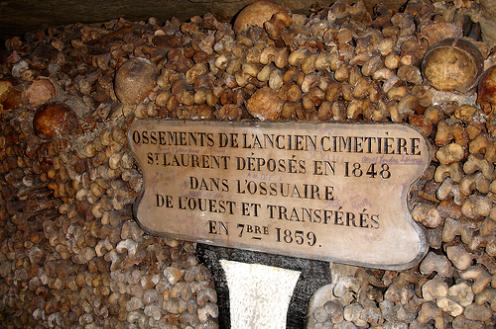 OSSEMENTS DE L'ANCIEN CIMETIÈRE
ST LAURENT DÉPOSÉS EN 1848
DANS L'OSSUAIRE
DE L'OUEST ET TRANSFÉRÉS
EN 7BRE 1859.